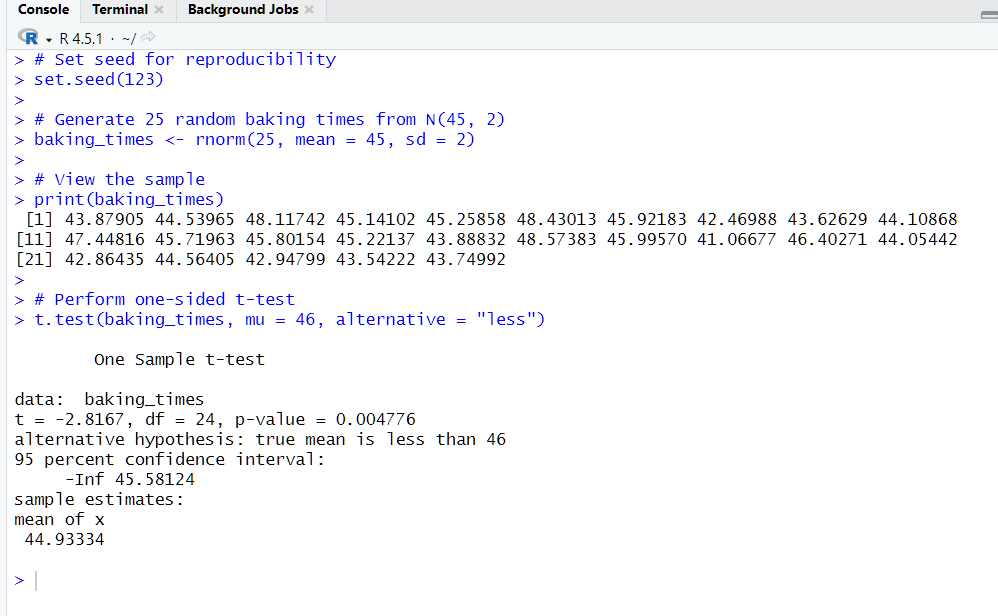 Console Terminal Background Jobs
R R 4.5.1 · ~/
> # Set seed for reproducibility
> set.seed(123)
>
> # Generate 25 random baking times from N(45, 2)
> baking_times <- rnorm(25, mean = 45, sd = 2)
>
> # View the sample
> print(baking_times)
[1] 43.87905 44.53965 48.11742 45.14102 45.25858 48.43013 45.92183 42.46988 43.62629 44.10868
[11] 47.44816 45.71963 45.80154 45.22137 43.88832 48.57383 45.99570 41.06677 46.40271 44.05442
[21] 42.86435 44.56405 42.94799 43.54222 43.74992
>
> # Perform one-sided t-test
> t.test(baking_times, mu = 46, alternative = "less")
One Sample t-test
data:  baking_times
t = -2.8167, df = 24, p-value = 0.004776
alternative hypothesis: true mean is less than 46
95 percent confidence interval:
-Inf 45.58124
sample estimates:
mean of x
44.93334
>